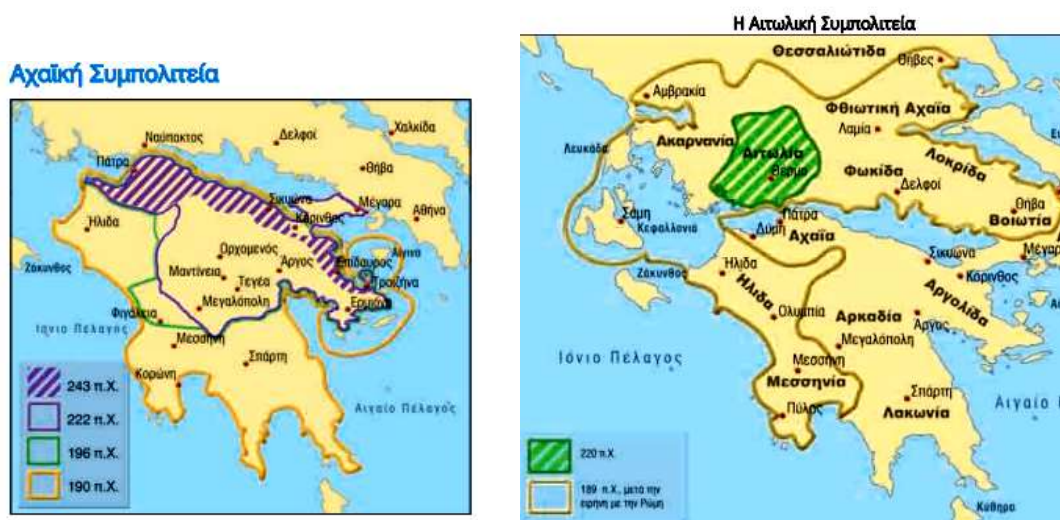 Αχαϊκή Συμπολιτεία
Ναύπακτος
Δελφοί
Χαλκίδα
Πάτρα
Θήβα
Σικυώνα
Μέγαρα
Κόρινθος
Αθήνα
Ήλιδα
Ορχομενός
Αίγινα
Επίδαυρος
Ζάκυνθος
Μαντίνεια
Άργος
Τροιζήνα
Τεγέα
Μεγαλόπολη
Ερμιόνη
Φιγάλεια
Ιόνιο Πέλαγος
Μεσσήνη
Σπάρτη
Κορώνη
Αιγαίο Πέλαγος
243 π.Χ.
222 π.Χ.
196 π.Χ.
190 π.Χ.
Η Αιτωλική Συμπολιτεία
Θεσσαλιώτιδα
Θήβες
Αμβρακία
Φθιωτική Αχαΐα
Λαμία
Ακαρνανία
Αιτωλία
Λευκάδα
Θέρμο
Λοκρίδα
Φωκίδα
Δελφοί
Θήβα
Βοιωτία
Σάμη
Κεφαλλονιά
Πάτρα
Δύμη
Αχαΐα
Σικυώνα
Μέγαρ
Ζάκυνθος
Ήλιδα
Κόρινθος
Ηλιδα
Αργολίδα
Ολυμπία
Αρκαδία
Άργος
Μεγαλόπολη
Ιόνιο Πέλαγος
Μεσσήνη
Μεσσηνία
Σπάρτη
Αιγαίο
Πύλος
Λακωνία
220 π.Χ.
189 π.Χ., μετά την
ειρήνη με την Ρώμη
Κύθηρα